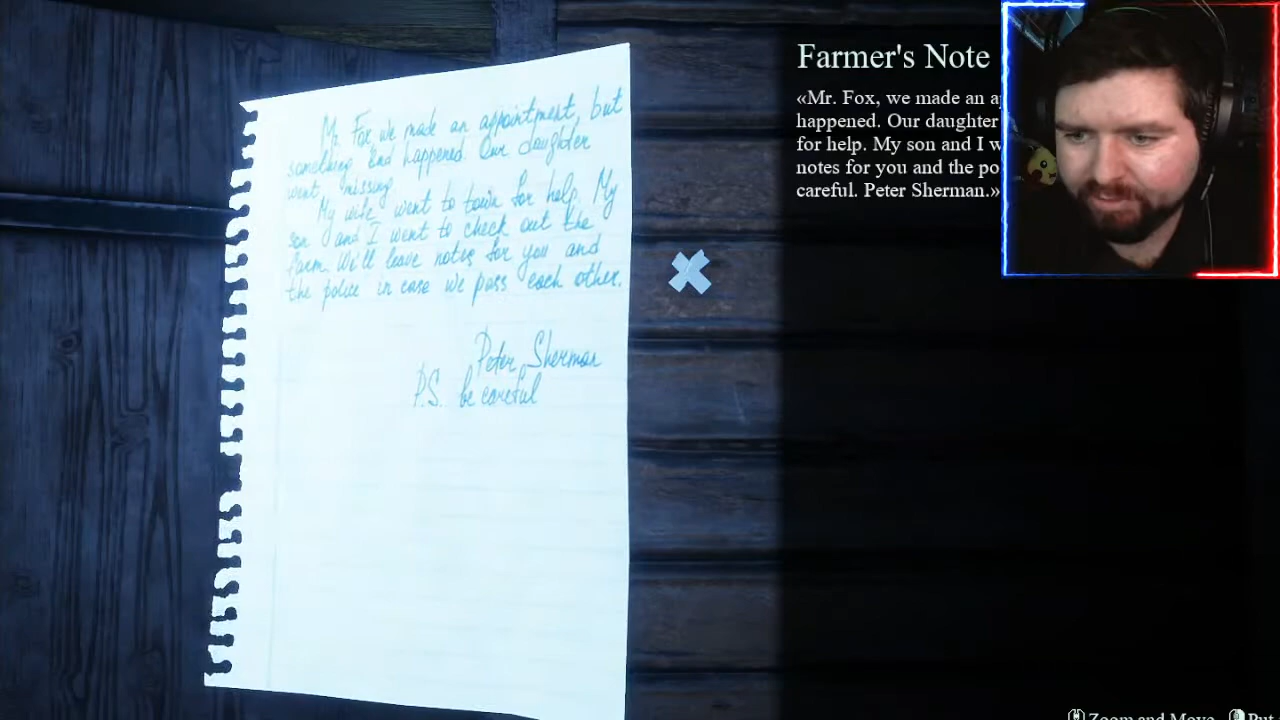 Mr. Fox, we made an appointment, but
something bad happened. Our daughter
went missing.
My wife went to town for help. My
son and I went to check out the
farm. We'll leave notes for you and
the police in case we pass each other.
Peter Sherman
P.S. be careful
Farmer's Note
«Mr. Fox, we made an a
happened. Our daughter
for help. My son and I w
notes for you and the po
careful. Peter Sherman.»
Zoom and Move
Put